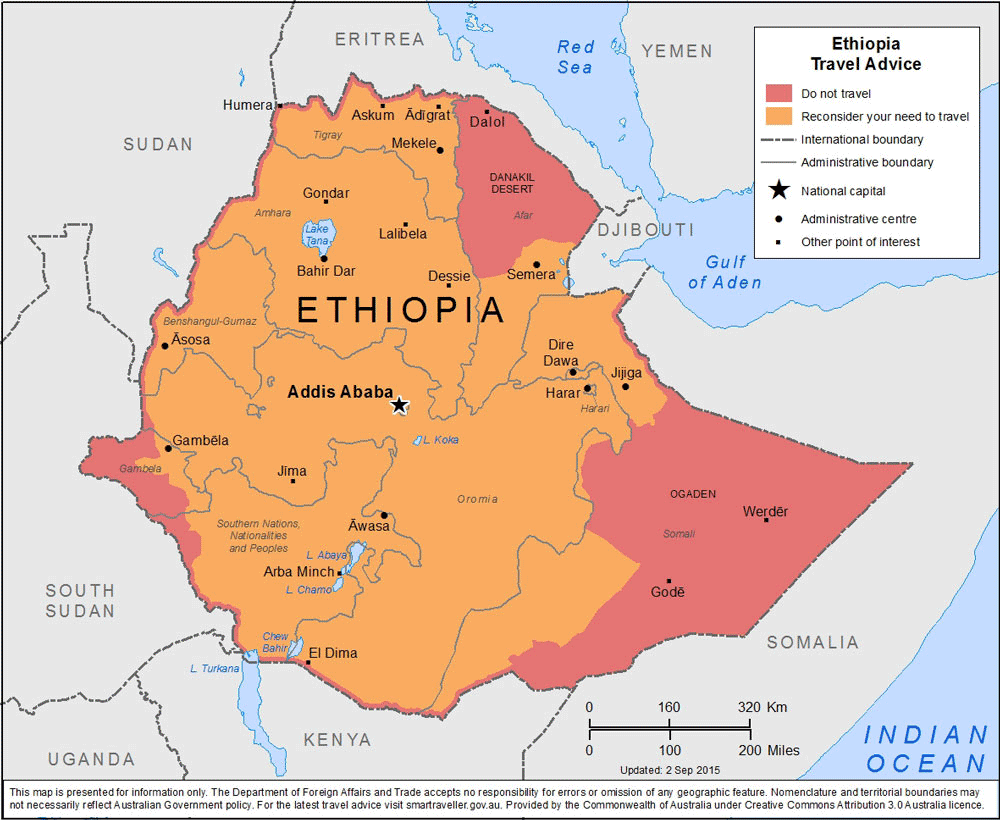 ERITREA
Red
Sea
YEMEN
Ethiopia
Travel Advice
Do not travel
Reconsider your need to travel
International boundary
Administrative boundary
National capital
Administrative centre
Other point of interest
Humera
Askum
Ādīgrat
Dalol
SUDAN
Tigray
Mekele
DANAKIL
DESERT
Gondar
Amhara
Afar
Lake
Tana
Lalibela
DJIBOUTI
Bahir Dar
Dessie
Semera
Gulf
of Aden
ETHIOPIA
Benshangul-Gumaz
Āsosa
Dire
Dawa
Jijiga
Addis Ababa
Harar
Harari
L. Koka
Gambēla
Gambela
Jīma
Oromia
OGADEN
Werdēr
Southern Nations,
Nationalities
and Peoples
Āwasa
Somali
L. Abaya
Arba Minch
L. Chamo
Godē
SOUTH
SUDAN
SOMALIA
Chew
Bahir
El Dima
L. Turkana
0 160 320 Km
0 100 200 Miles
KENYA
UGANDA
INDIAN
OCEAN
Updated: 2 Sep 2015
This map is presented for information only. The Department of Foreign Affairs and Trade accepts no responsibility for errors or omission of any geographic feature. Nomenclature and territorial boundaries may
not necessarily reflect Australian Government policy. For the latest travel advice visit smartraveller.gov.au. Provided by the Commonwealth of Australia under Creative Commons Attribution 3.0 Australia licence.